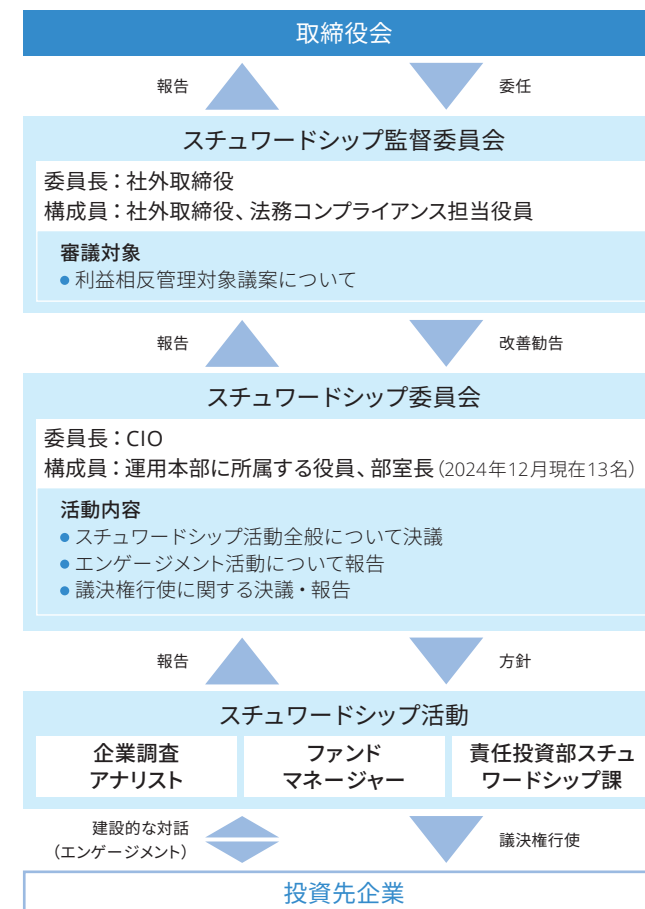 取締役会
報告
委任
スチュワードシップ監督委員会
委員長：社外取締役
構成員：社外取締役、法務コンプライアンス担当役員
審議対象
●利益相反管理対象議案について
報告
改善勧告
スチュワードシップ委員会
委員長：CIO
構成員：運用本部に所属する役員、部室長（2024年12月現在13名）
活動内容
●スチュワードシップ活動全般について決議
●エンゲージメント活動について報告
●議決権行使に関する決議・報告
報告
方針
スチュワードシップ活動
企業調査
アナリスト
ファンド
マネージャー
責任投資部スチュ
ワードシップ課
建設的な対話
（エンゲージメント）
議決権行使
投資先企業